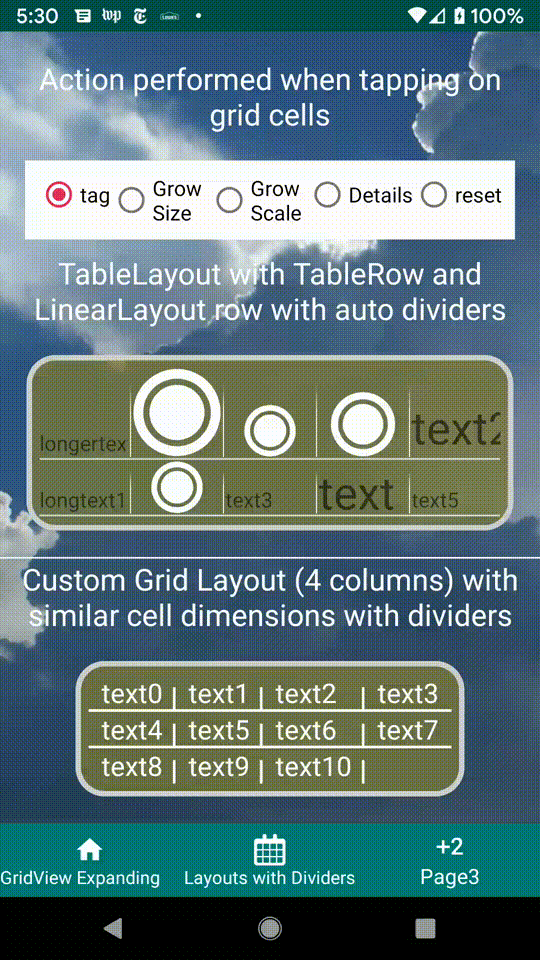 5:30 100%
Action performed when tapping on
grid cells
tag Grow Size Grow Scale Details reset
TableLayout with TableRow and
LinearLayout row with auto dividers
longertex text2
longtext1 text3 text text5
Custom Grid Layout (4 columns) with
similar cell dimensions with dividers
text0 text1 text2 text3
text4 text5 text6 text7
text8 text9 text10
+2
GridView Expanding Layouts with Dividers Page3